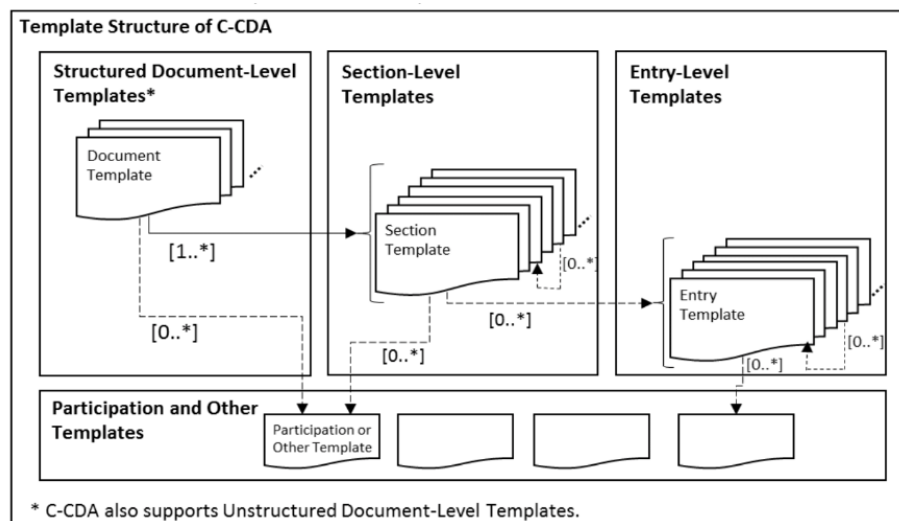 Template Structure of C-CDA
Structured Document-Level
Templates*
Document
Template
[1..*]
[0..*]
Section-Level
Templates
Section
Template
[0..*]
[0..*]
[0..*]
Entry-Level
Templates
Entry
Template
[0..*]
[0..*]
Participation and Other
Templates
Participation or
Other Template
* C-CDA also supports Unstructured Document-Level Templates.